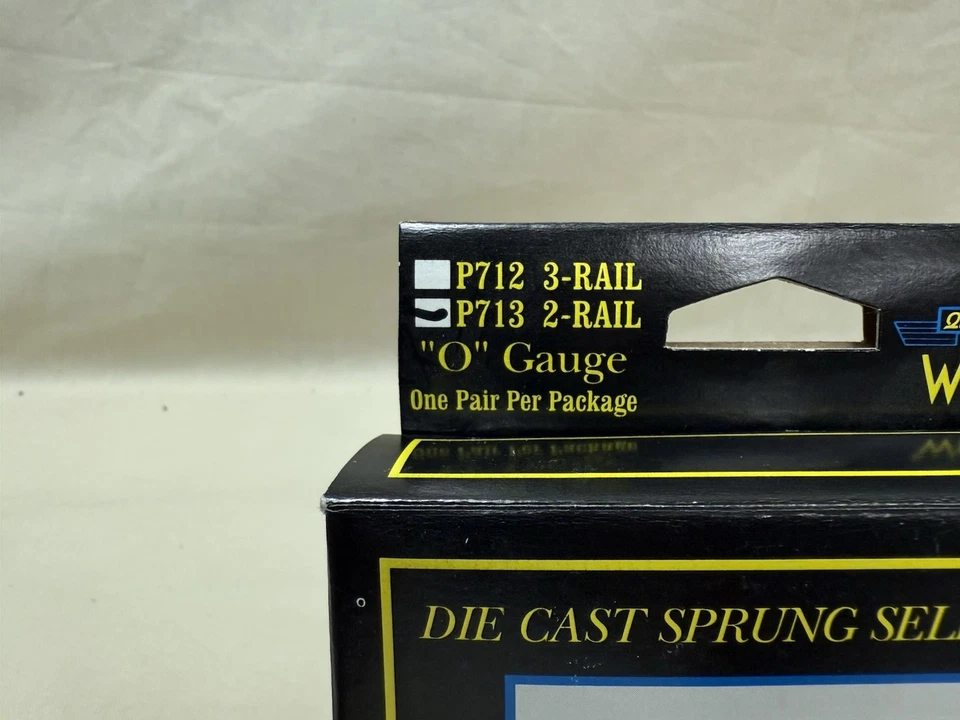 P712 3-RAIL
P713 2-RAIL
"O" Gauge
One Pair Per Package
W
DIE CAST SPRUNG SEL